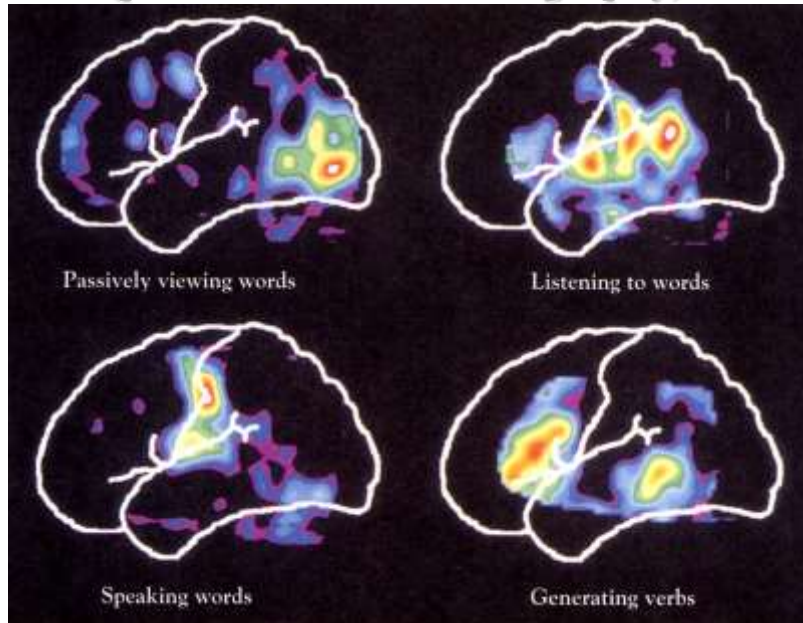 Passively viewing words
Listening to words
Speaking words
Generating verbs